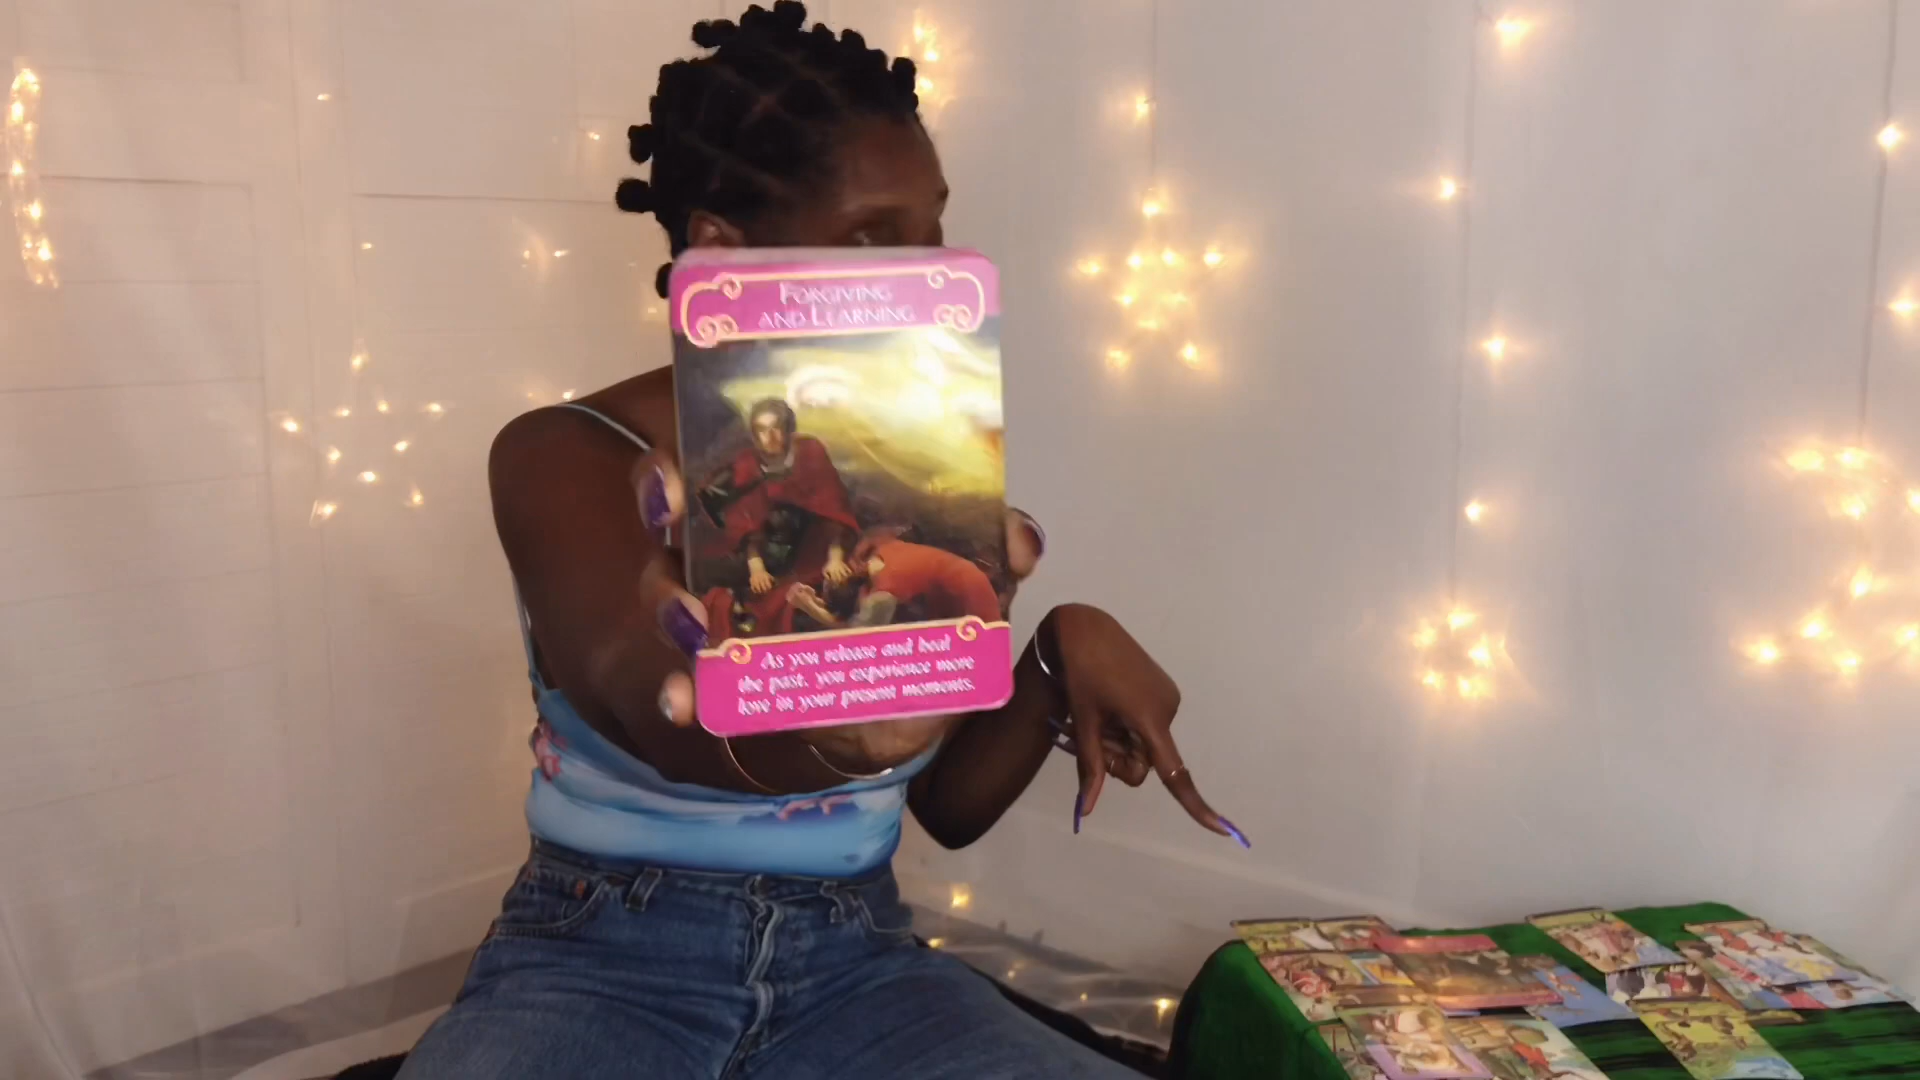 FORGIVING
AND LEARNING
As you release and heal
the past, you experience more
love in your present moments.